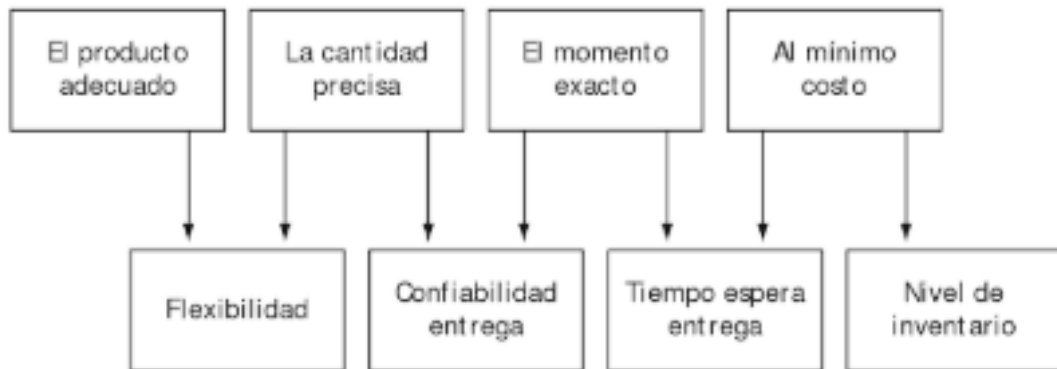 El producto
adecuado
La cantidad
precisa
El momento
exacto
Al mínimo
costo
Flexibilidad
Confiabilidad
entrega
Tiempo espera
entrega
Nivel de
inventario